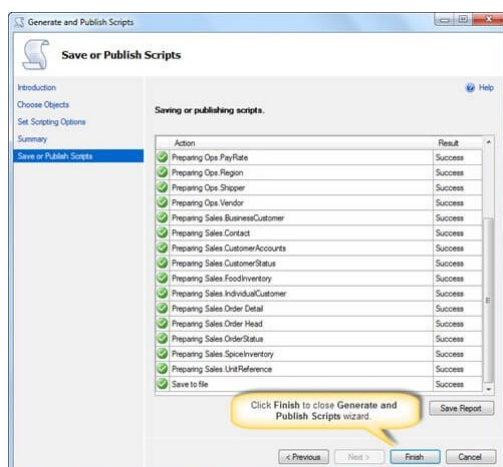 Generate and Publish Scripts
Save or Publish Scripts
Introduction
Choose Objects
Set Scripting Options
Summary
Save or Publish Scripts
Help
Saving or publishing scripts.
Action Result
Preparing Ops.PayRate Success
Preparing Ops.Region Success
Preparing Ops.Shipper Success
Preparing Ops.Vendor Success
Preparing Sales.BusinessCustomer Success
Preparing Sales.Contact Success
Preparing Sales.CustomerAccounts Success
Preparing Sales.CustomerStatus Success
Preparing Sales.FoodInventory Success
Preparing Sales.IndividualCustomer Success
Preparing Sales.Order Detail Success
Preparing Sales.Order Head Success
Preparing Sales.OrderStatus Success
Preparing Sales.SpiceInventory Success
Preparing Sales.UnitReference Success
Save to file Success
Click Finish to close Generate and
Publish Scripts wizard.
Save Report
< Previous Next > Finish Cancel